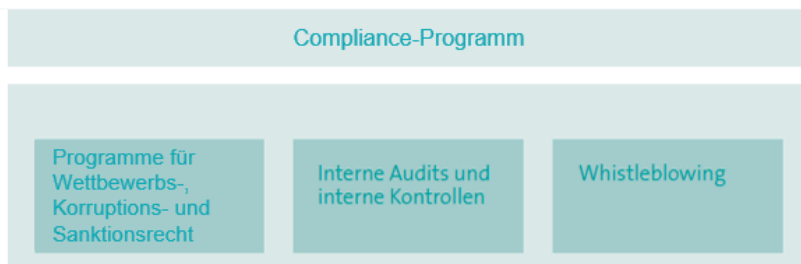 Compliance-Programm
Programme für
Wettbewerbs-,
Korruptions- und
Sanktionsrecht
Interne Audits und
interne Kontrollen
Whistleblowing